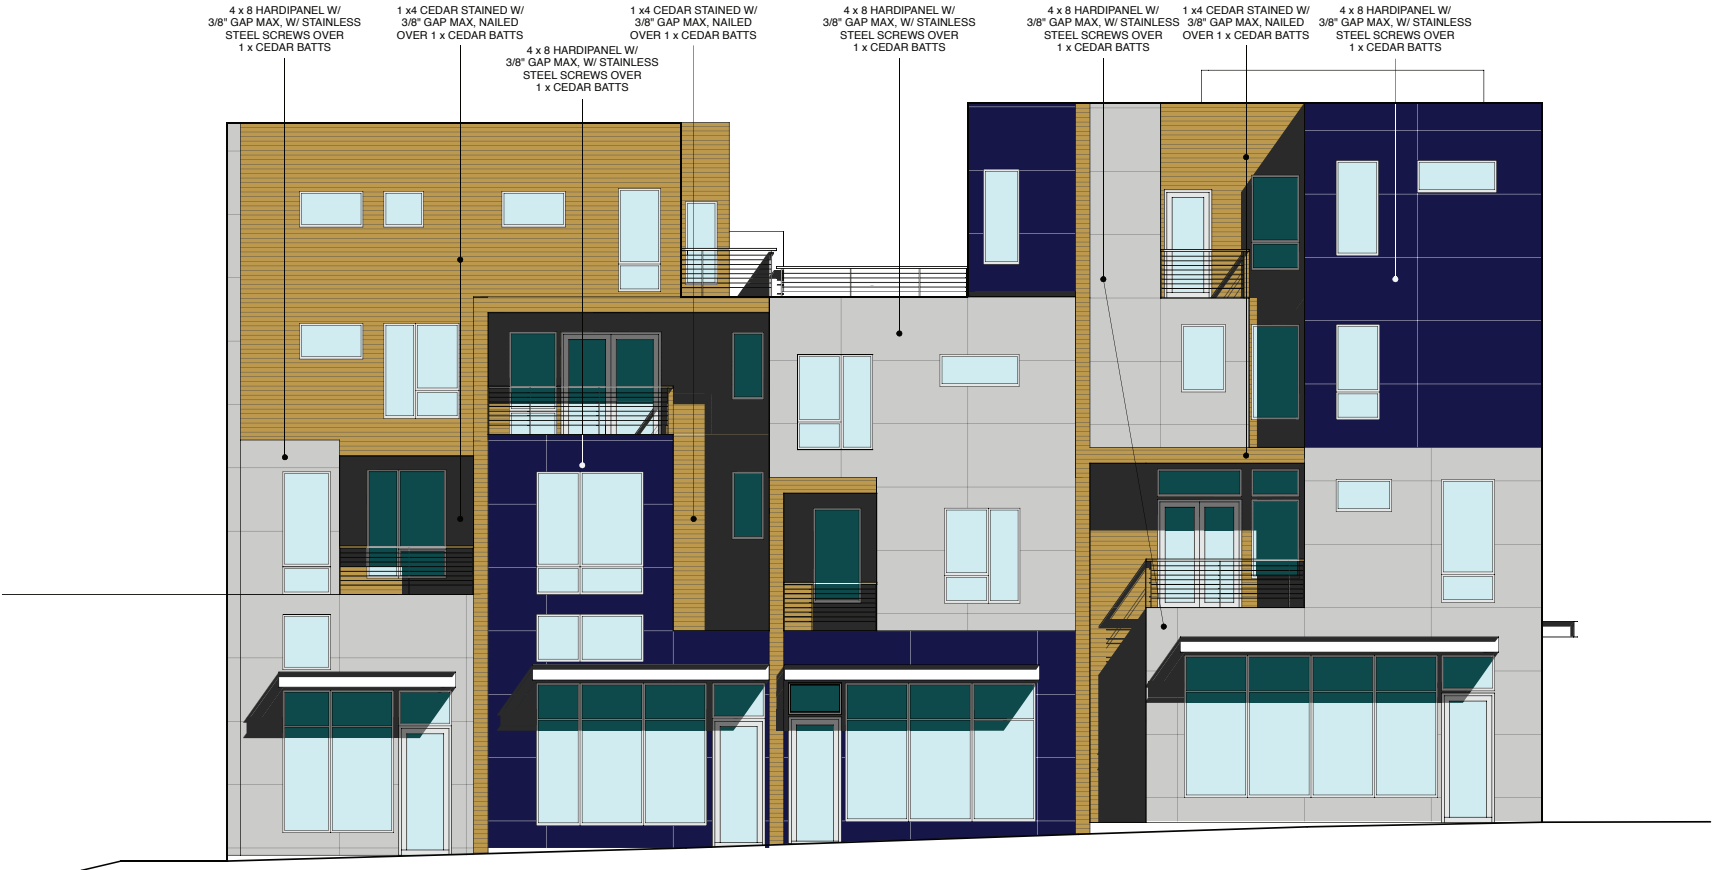 4 x 8 HARDIPANEL W/
3/8" GAP MAX, W/ STAINLESS
STEEL SCREWS OVER
1 x CEDAR BATTS
1 x4 CEDAR STAINED W/
3/8" GAP MAX, NAILED
OVER 1 x CEDAR BATTS
4 x 8 HARDIPANEL W/
3/8" GAP MAX, W/ STAINLESS
STEEL SCREWS OVER
1 x CEDAR BATTS
1 x4 CEDAR STAINED W/
3/8" GAP MAX, NAILED
OVER 1 x CEDAR BATTS
4 x 8 HARDIPANEL W/
3/8" GAP MAX, W/ STAINLESS
STEEL SCREWS OVER
1 x CEDAR BATTS
4 x 8 HARDIPANEL W/
3/8" GAP MAX, W/ STAINLESS
STEEL SCREWS OVER
1 x CEDAR BATTS
1 x4 CEDAR STAINED W/
3/8" GAP MAX, NAILED
OVER 1 x CEDAR BATTS
4 x 8 HARDIPANEL W/
3/8" GAP MAX, W/ STAINLESS
STEEL SCREWS OVER
1 x CEDAR BATTS